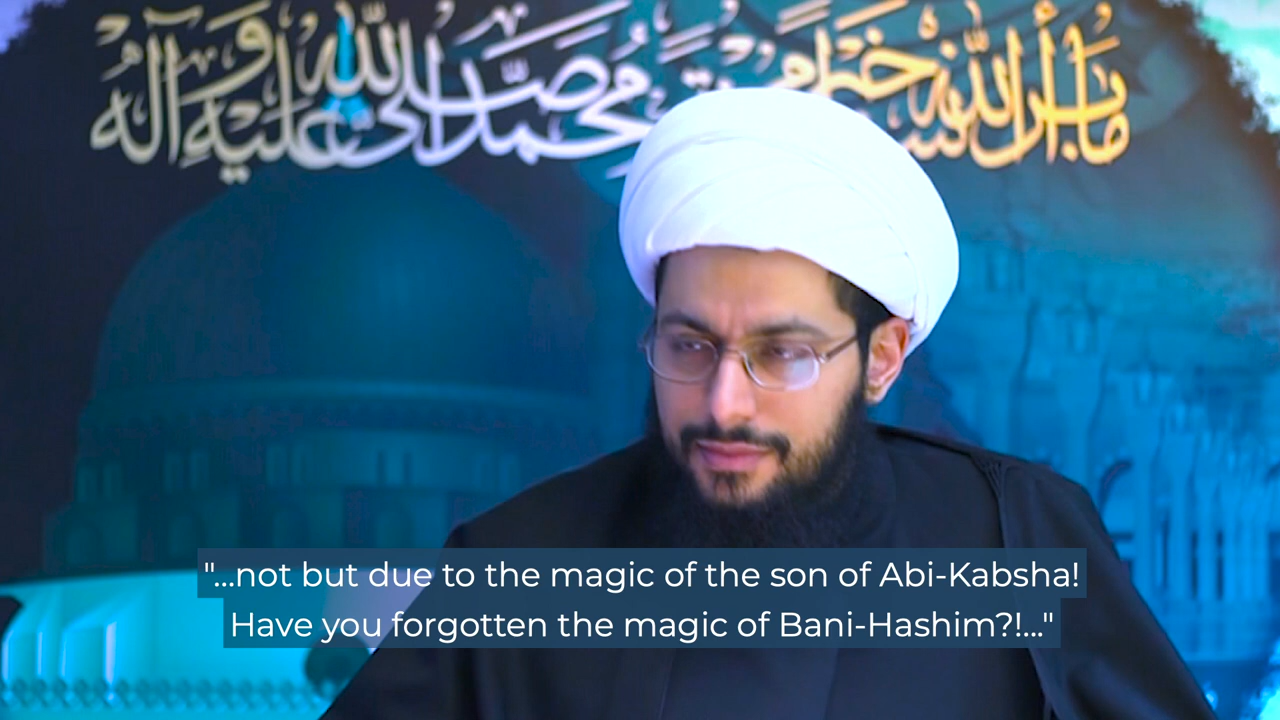 محمد صلى الله عليه وآله
"...not but due to the magic of the son of Abi-Kabsha!
Have you forgotten the magic of Bani-Hashim?!..."